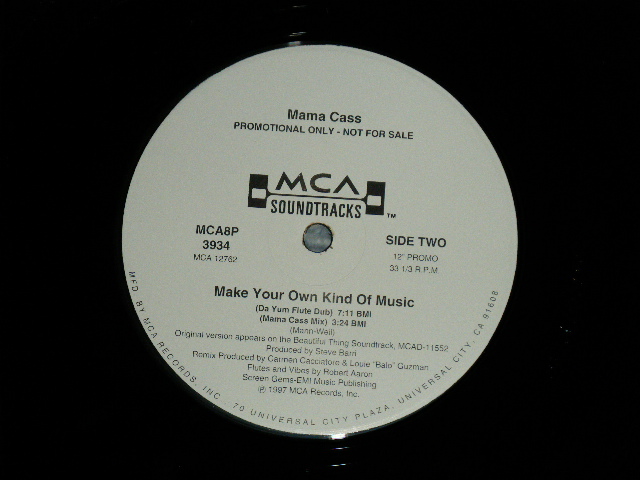 Mama Cass
PROMOTIONAL ONLY - NOT FOR SALE
MCA
SOUNDTRACKS™
MCA8P
3934
MCA 12762
SIDE TWO
12" PROMO
33 1/3 R.P.M.
Make Your Own Kind Of Music
(Da Yum Flute Dub) 7:11 BMI
(Mama Cass Mix) 3:24 BMI
(Mann-Weil)
Original version appears on the Beautiful Thing Soundtrack, MCAD-11552
Produced by Steve Barri
Remix Produced by Carmen Cacciatore & Louie "Balo" Guzman
Flutes and Vibris by Robert Aaron
Screen Gems-EMI Music Publishing
℗ 1997 MCA Records, Inc.
MFD. BY MCA RECORDS, INC., 70 UNIVERSAL CITY PLAZA, UNIVERSAL CITY, CA 91608